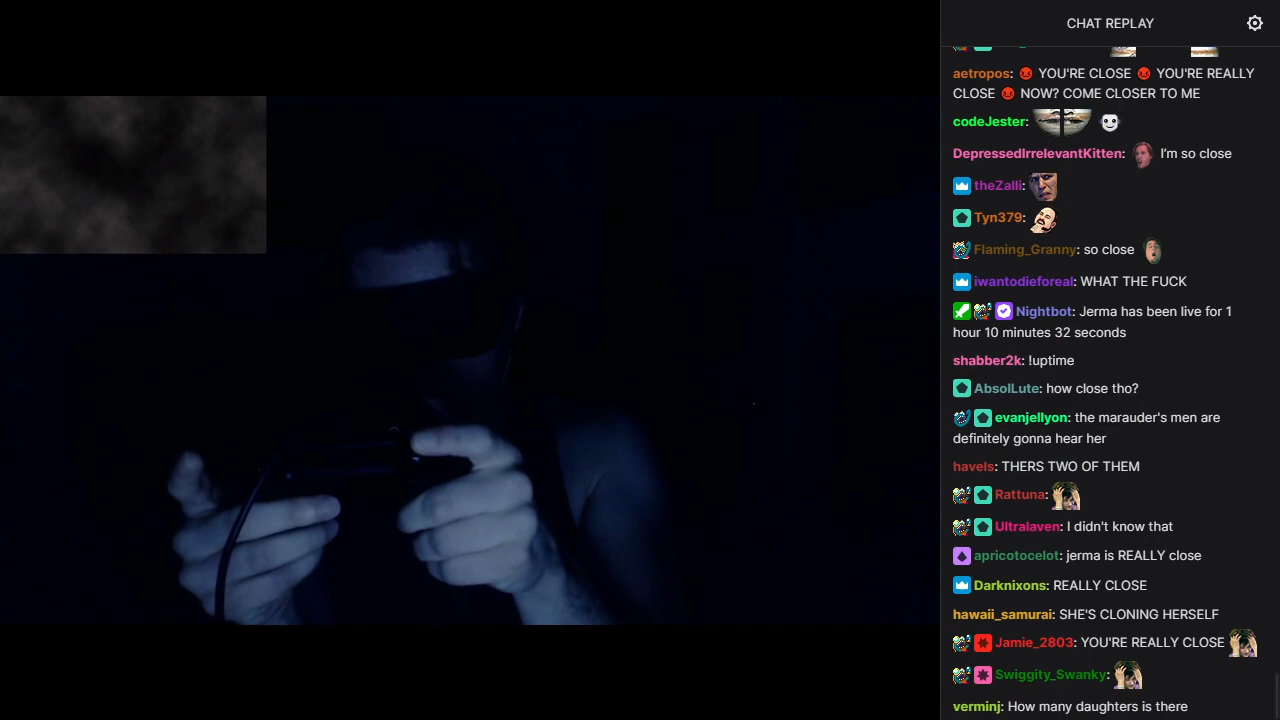 CHAT REPLAY
aetropos: YOU'RE CLOSE YOU'RE REALLY
CLOSE NOW? COME CLOSER TO ME
codeJester:
DepressedIrrelevantKitten: I'm so close
theZalli:
Tyn379:
Flaming_Granny: so close
iwantodieforeal: WHAT THE FUCK
Nightbot: Jerma has been live for 1
hour 10 minutes 32 seconds
shabber2k: !uptime
AbsolLute: how close tho?
evanjellyon: the marauder's men are
definitely gonna hear her
havels: THERS TWO OF THEM
Rattuna:
Ultralaven: I didn't know that
apricotocelot: jerma is REALLY close
Darknixons: REALLY CLOSE
hawaii_samurai: SHE'S CLONING HERSELF
Jamie_2803: YOU'RE REALLY CLOSE
Swiggity_Swanky:
verminj: How many daughters is there